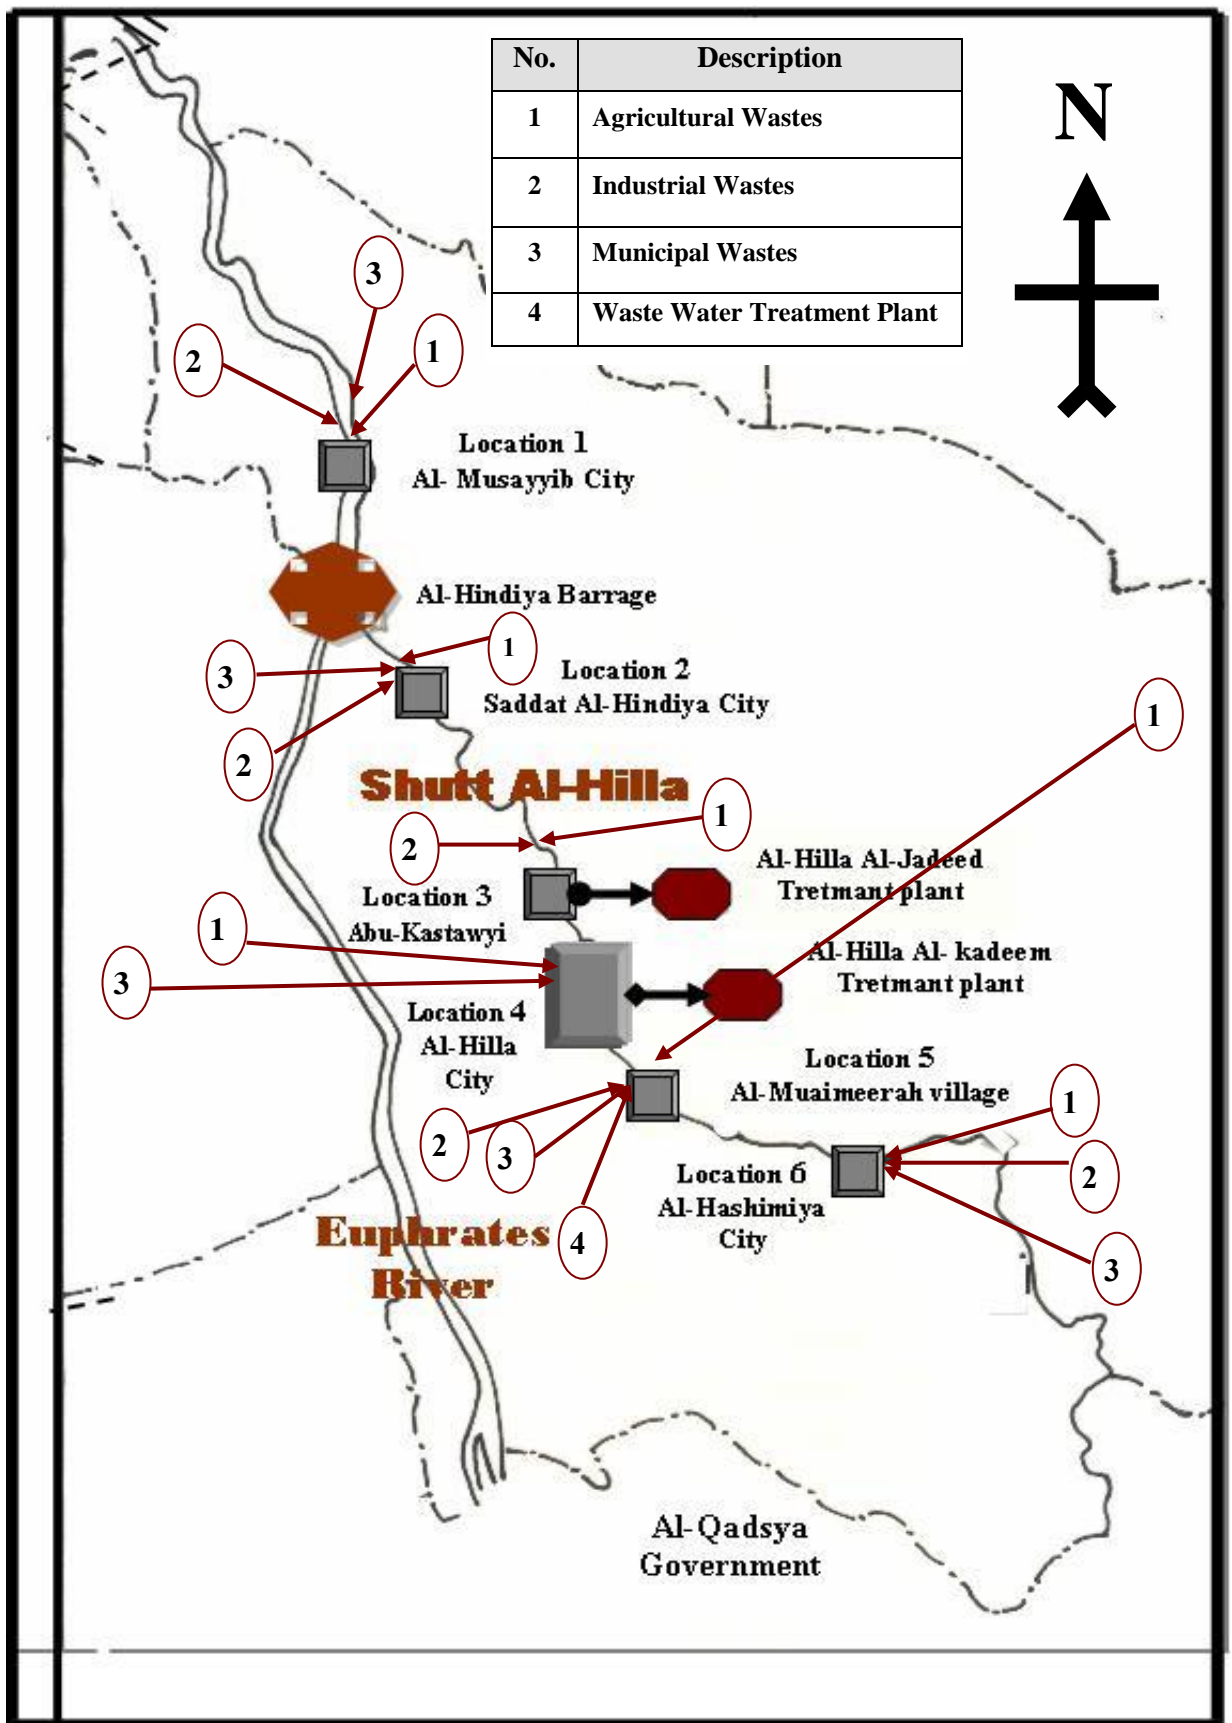 No. Description
1 Agricultural Wastes
2 Industrial Wastes
3 Municipal Wastes
4 Waste Water Treatment Plant
N
3
1
2
Location 1
Al- Musayyib City
Al-Hindiya Barrage
1
3
Location 2
Saddat Al-Hindiya City
2
1
Shutt Al-Hilla
1
2
Al-Hilla Al-Jadeed
Tretmant plant
Location 3
Abu-Kastawyi
1
3
Al-Hilla Al- kadeem
Tretmant plant
Location 4
Al-Hilla
City
Location 5
Al-Muaimeerah village
1
2
3
2
Location 6
Al-Hashimiya
City
Euphrates
River
4
3
Al-Qadsya
Government